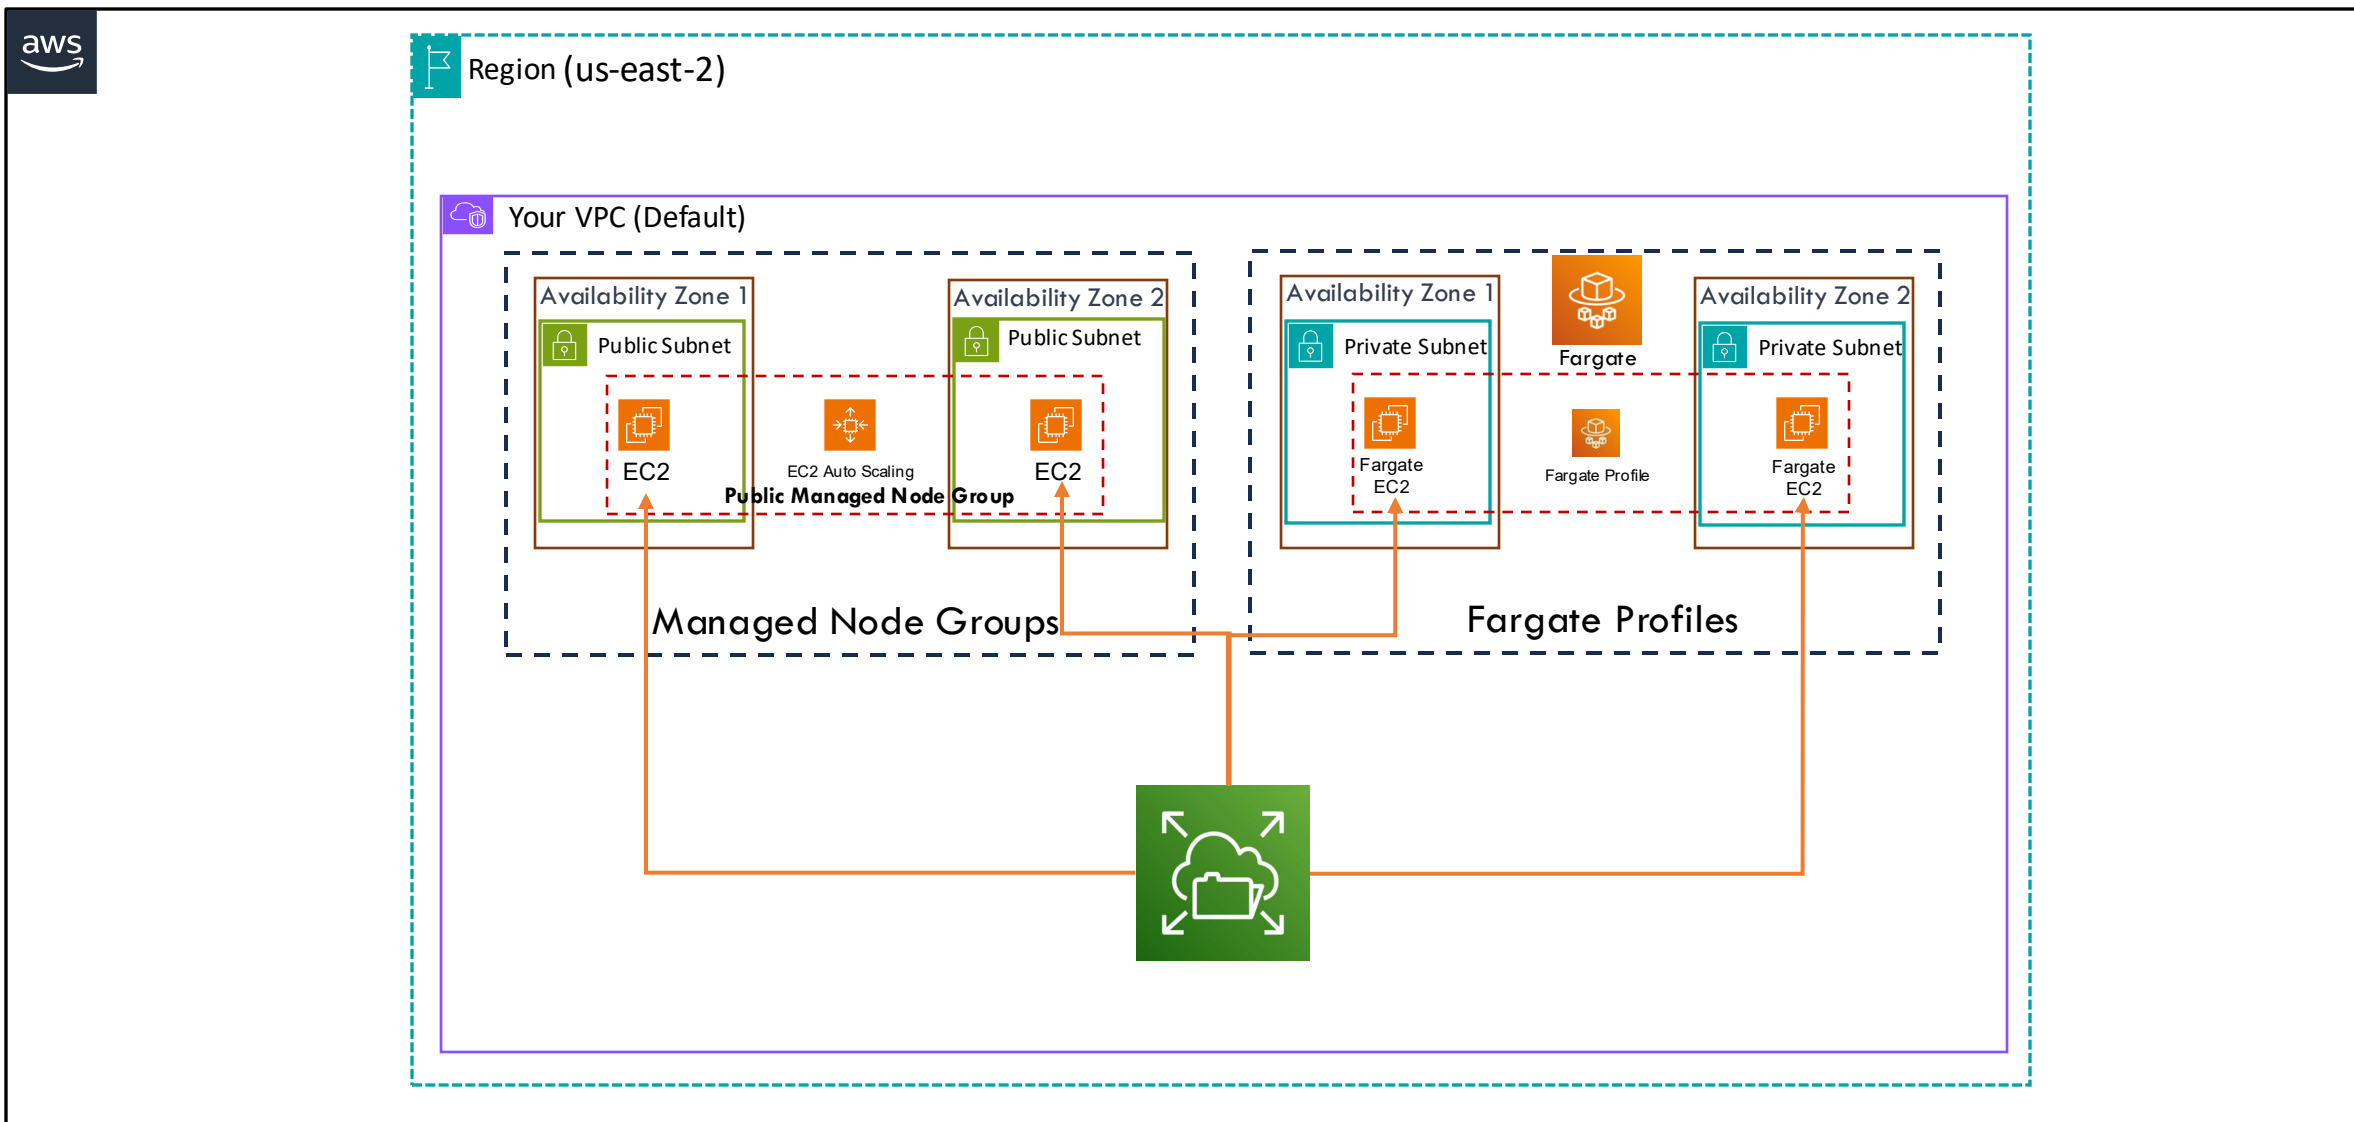 aws
Region (us-east-2)
Your VPC (Default)
Availability Zone 1
Public Subnet
EC2
EC2 Auto Scaling
Public Managed Node Group
Availability Zone 2
Public Subnet
EC2
Managed Node Groups
Availability Zone 1
Private Subnet
Fargate
EC2
Fargate
Fargate Profile
Availability Zone 2
Private Subnet
Fargate
EC2
Fargate Profiles